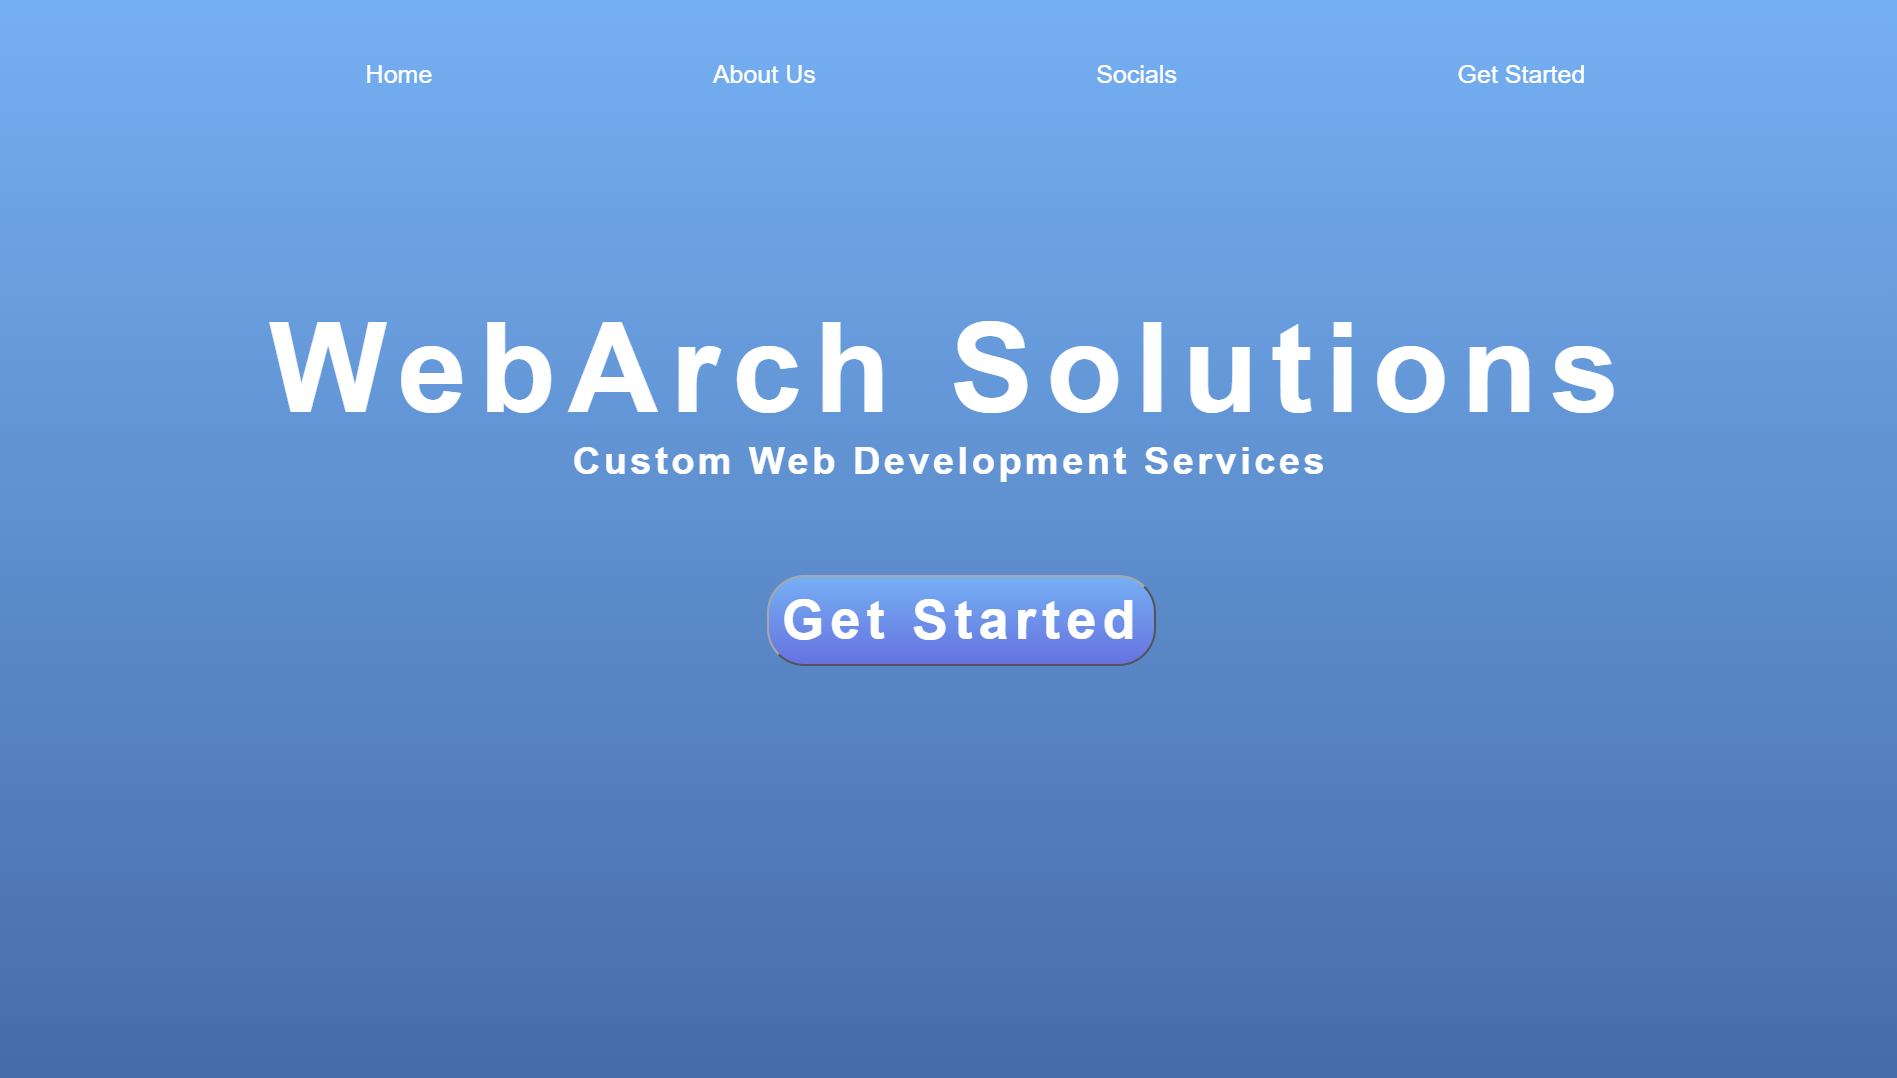 Home About Us Socials Get Started
WebArch Solutions
Custom Web Development Services
Get Started